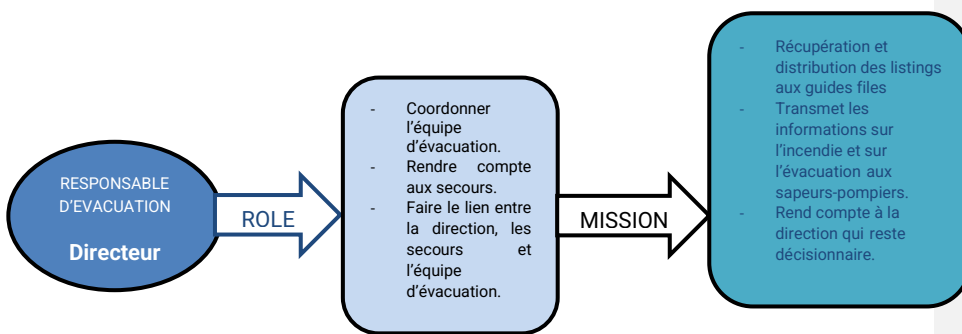 RESPONSABLE
D'EVACUATION
Directeur
ROLE
- Coordonner
l'équipe
d'évacuation.
- Rendre compte
aux secours.
- Faire le lien entre
la direction, les
secours et
l'équipe
d'évacuation.
MISSION
- Récupération et
distribution des listings
aux guides files
- Transmet les
informations sur
l'incendie et sur
l'évacuation aux
sapeurs-pompiers.
- Rend compte à la
direction qui reste
décisionnaire.